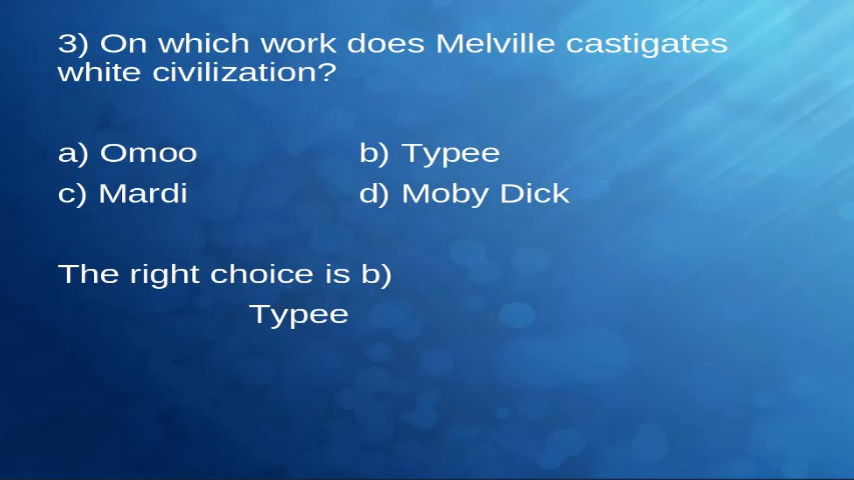 3) On which work does Melville castigates
white civilization?
a) Omoo b) Typee
c) Mardi d) Moby Dick
The right choice is b)
Typee